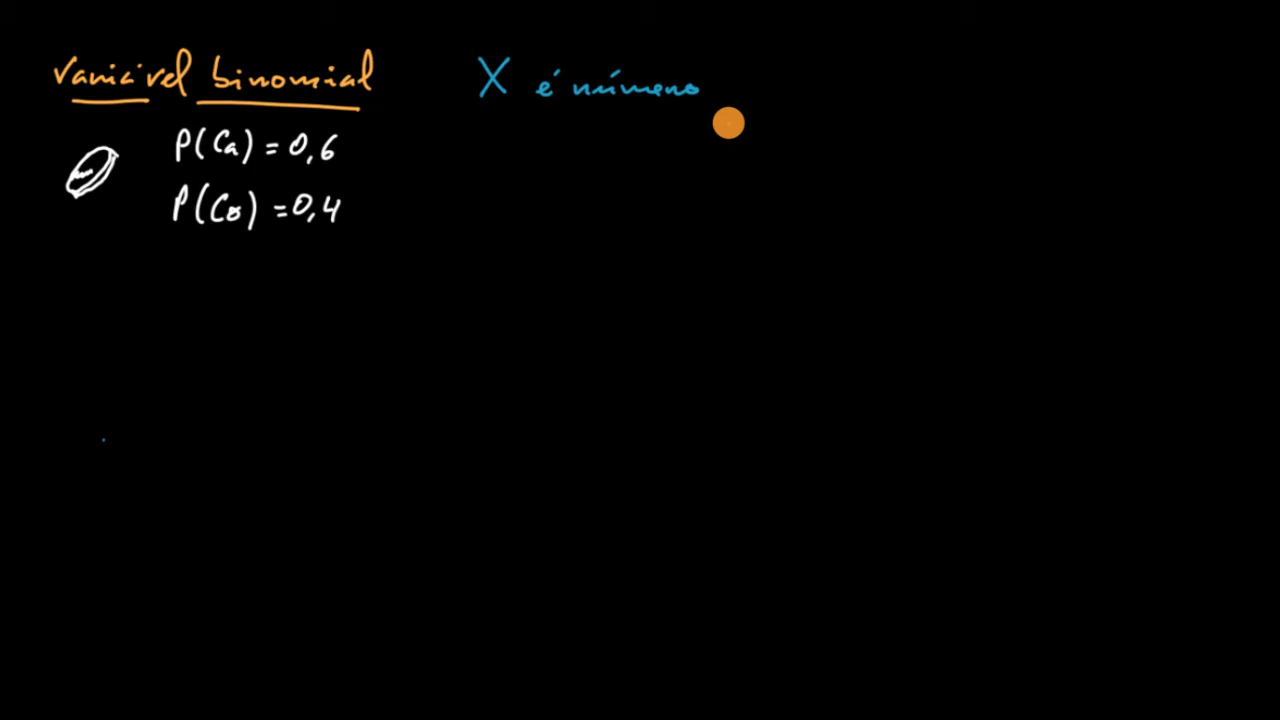 variável binomial
X é número
P(Ca) = 0,6
P(Co) = 0,4